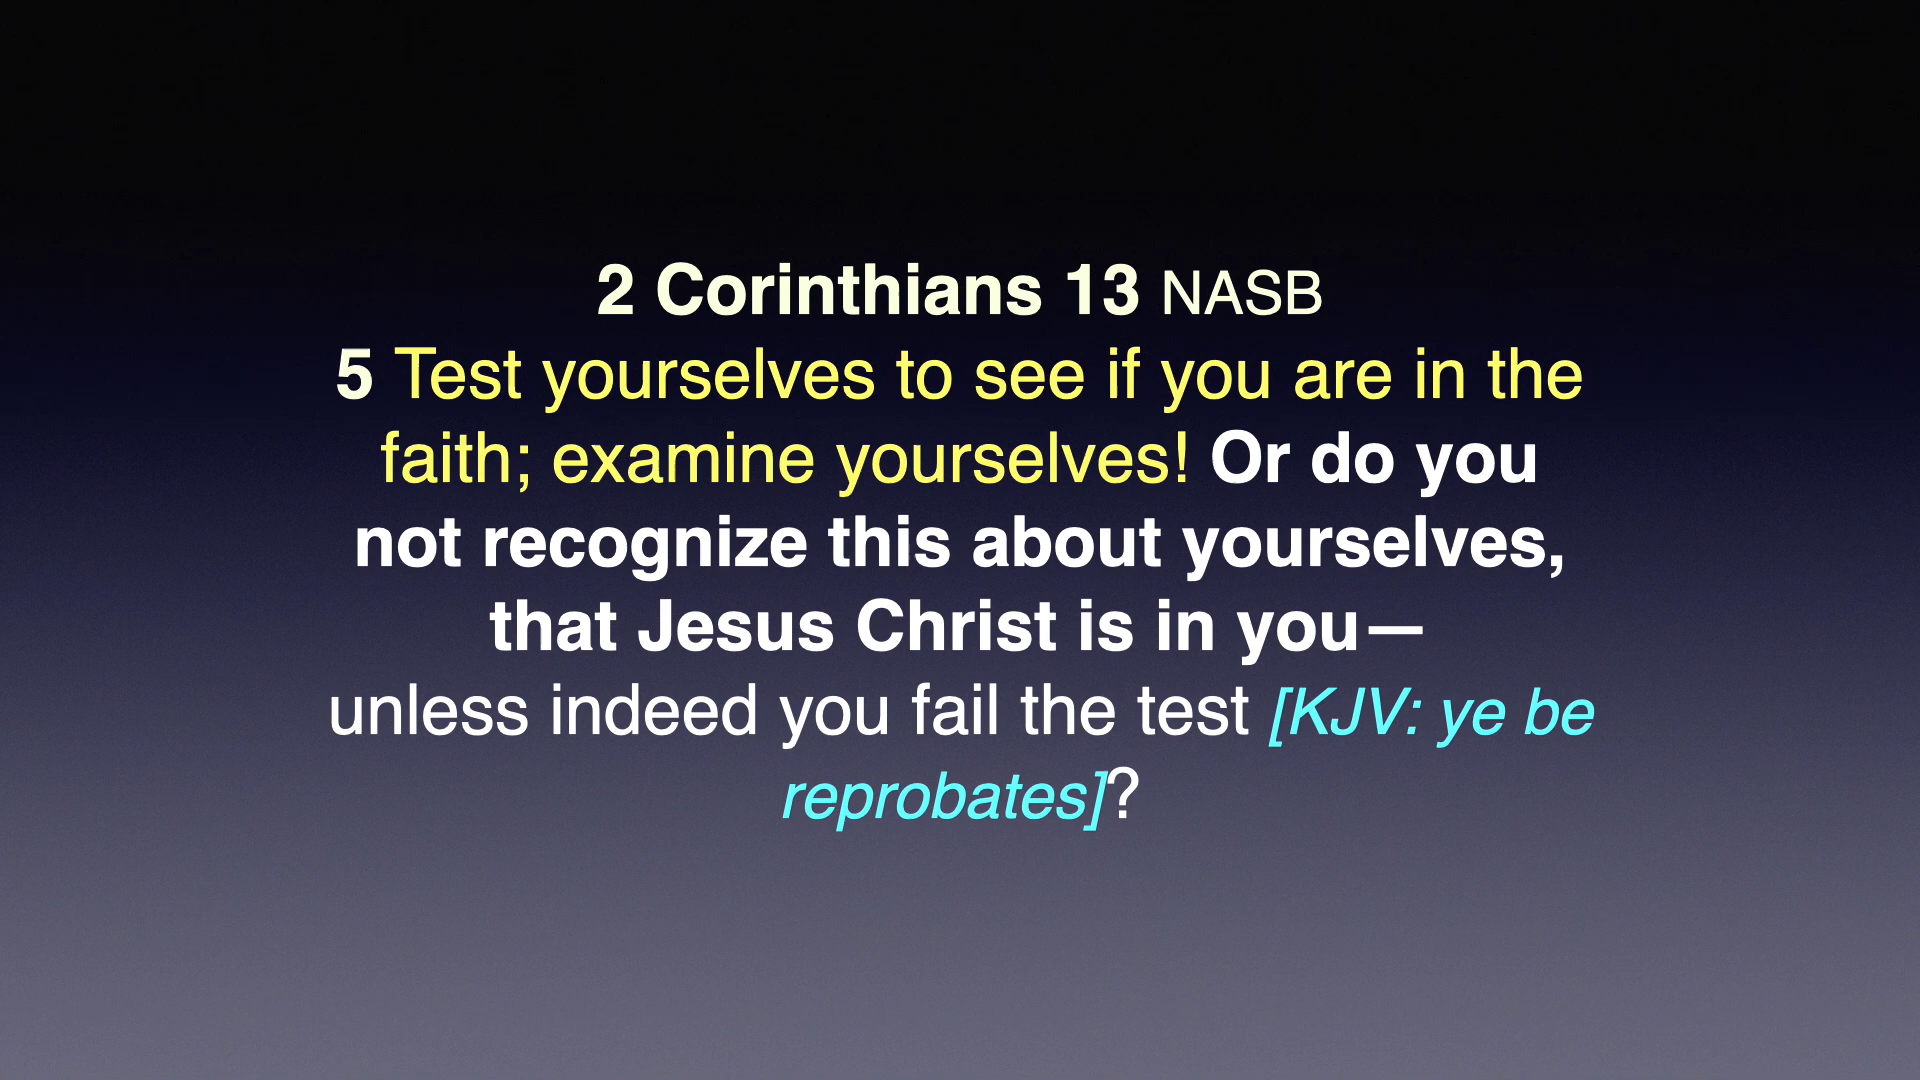 2 Corinthians 13 NASB
5 Test yourselves to see if you are in the
faith; examine yourselves! Or do you
not recognize this about yourselves,
that Jesus Christ is in you—
unless indeed you fail the test [KJV: ye be
reprobates]?